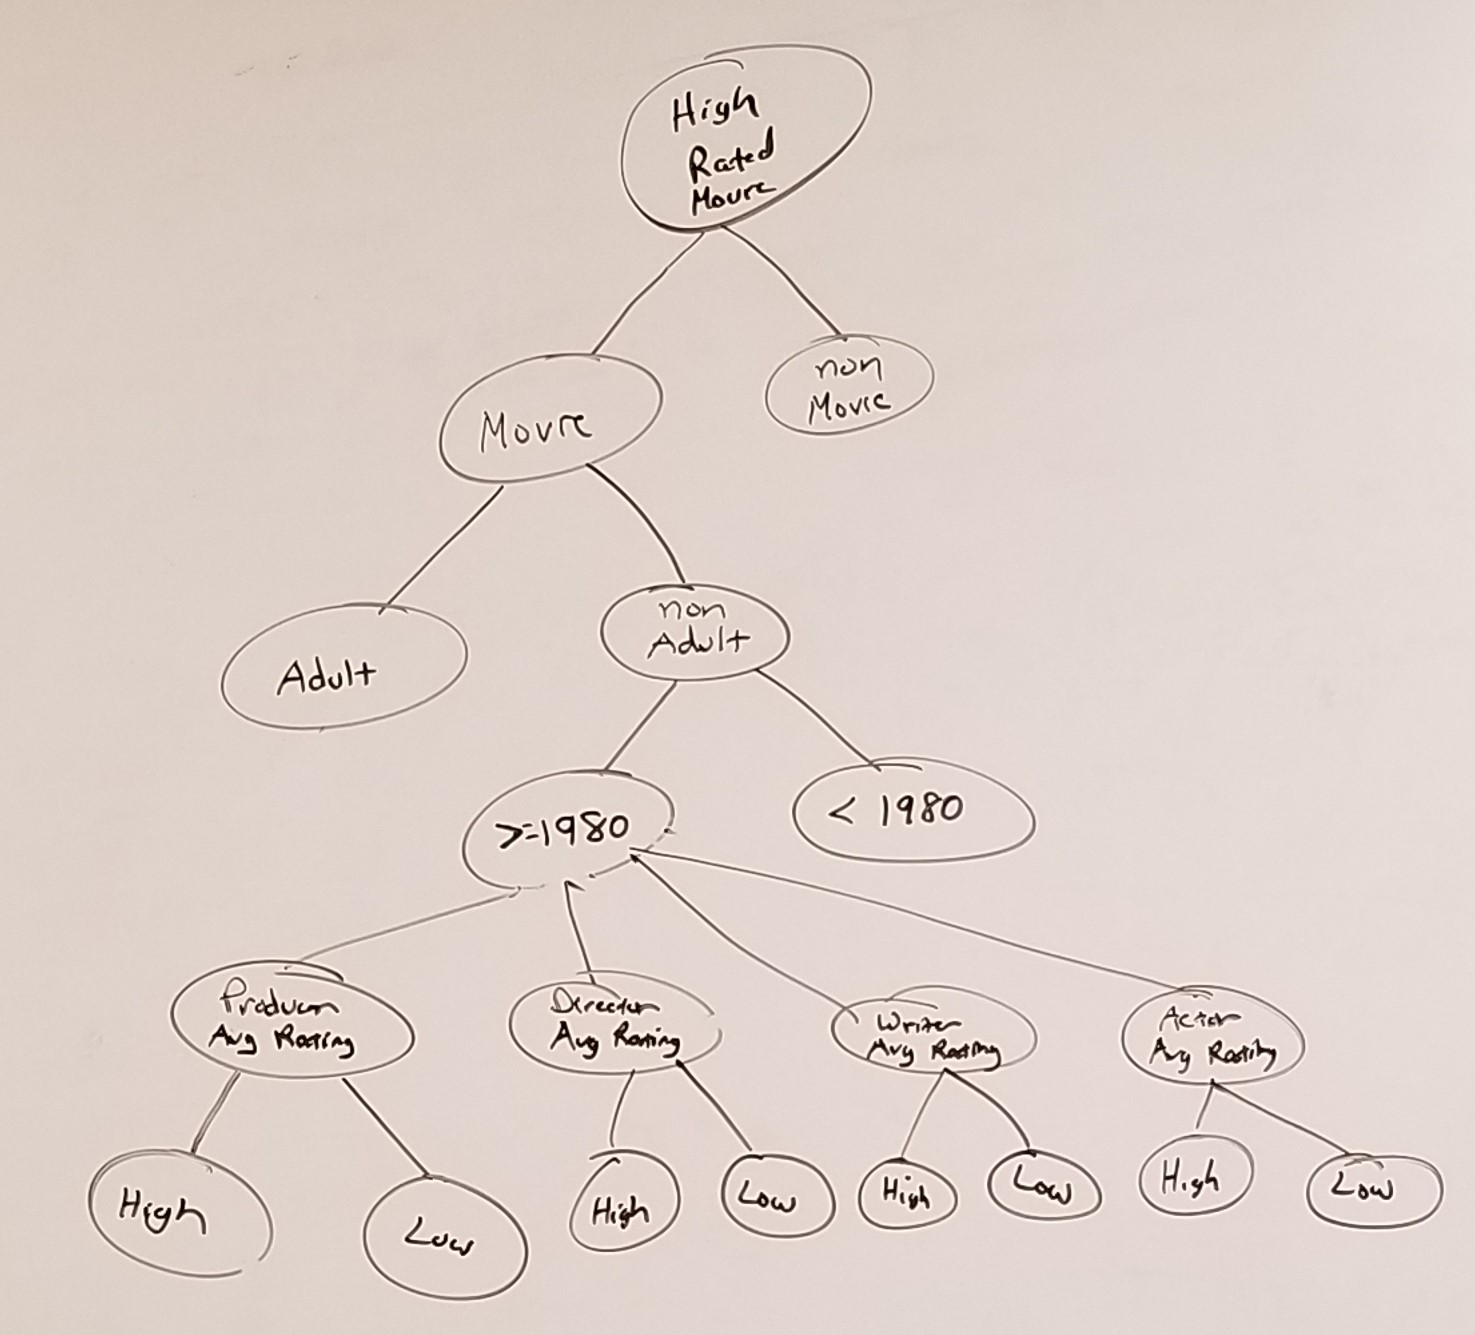 High
Rated
Movie
non
Movie
Movie
non
Adult
Adult
>=1980
< 1980
Producer
Avg Rating
Director
Avg Rating
Writer
Avg Rating
Actor
Avg Rating
High
Low
High
Low
High
Low
High
Low